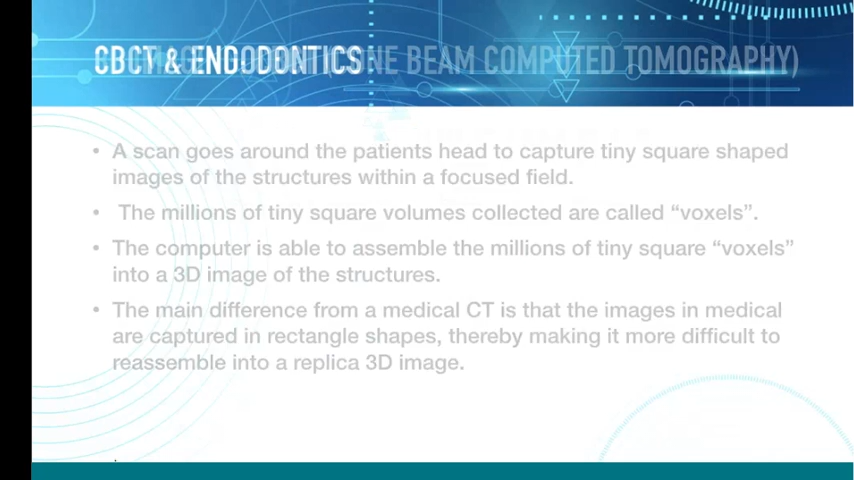 CBCT & ENDODONTICS
BEAM COMPUTED TOMOGRAPHY)
• A scan goes around the patients head to capture tiny square shaped
images of the structures within a focused field.
• The millions of tiny square volumes collected are called “voxels”.
• The computer is able to assemble the millions of tiny square “voxels”
into a 3D image of the structures.
• The main difference from a medical CT is that the images in medical
are captured in rectangle shapes, thereby making it more difficult to
reassemble into a replica 3D image.